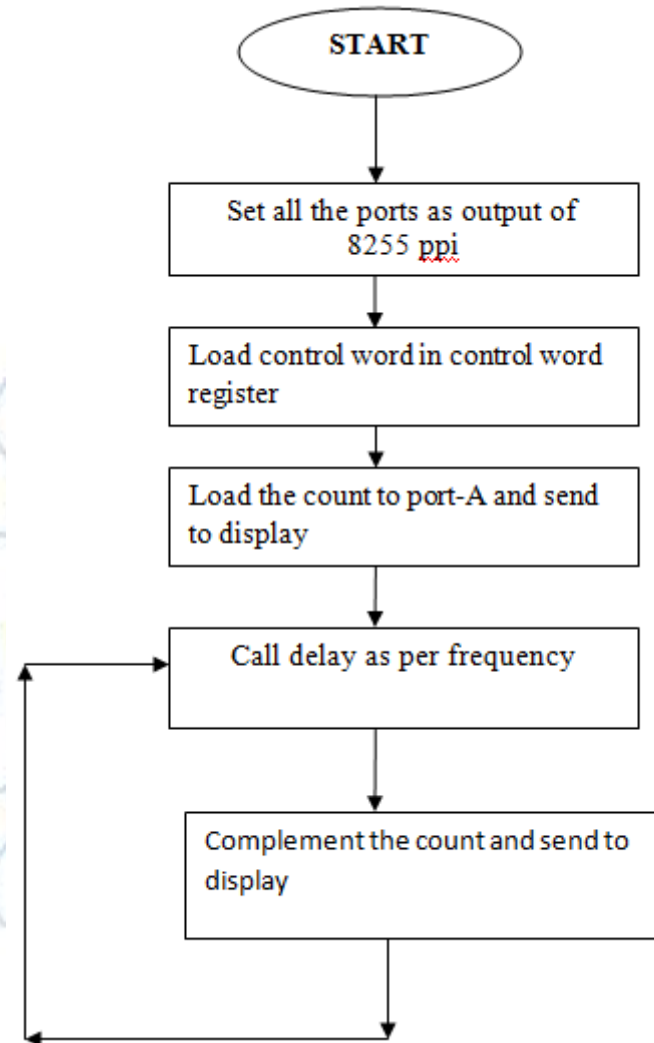 START
Set all the ports as output of
8255 ppi
Load control word in control word
register
Load the count to port-A and send
to display
Call delay as per frequency
Complement the count and send to
display